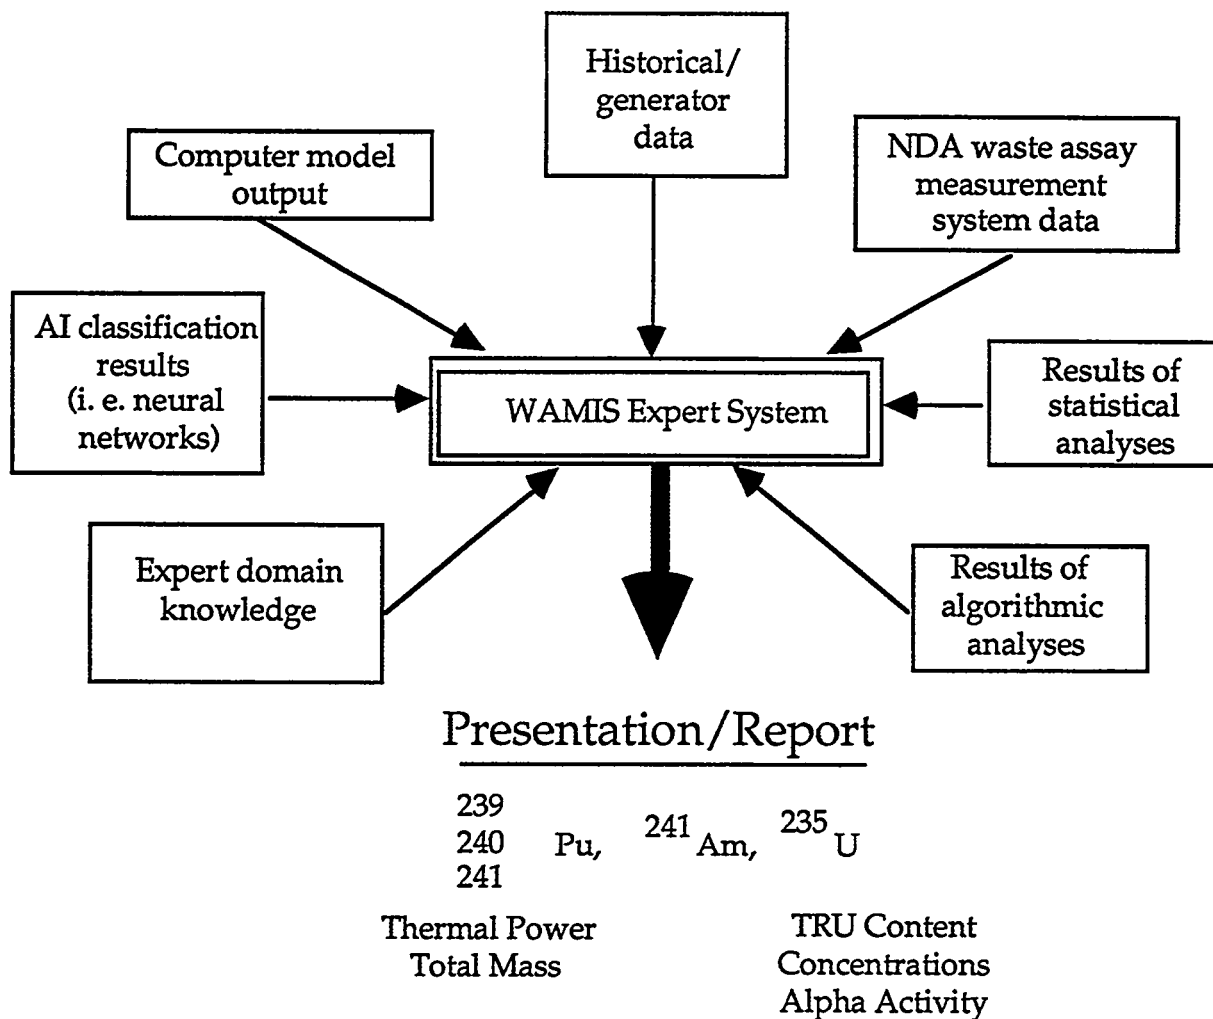 Historical/
generator
data
Computer model
output
NDA waste assay
measurement
system data
AI classification
results
(i. e. neural
networks)
WAMIS Expert System
Results of
statistical
analyses
Expert domain
knowledge
Results of
algorithmic
analyses
Presentation/Report
239
240 Pu, 241 Am, 235 U
241
Thermal Power
Total Mass
TRU Content
Concentrations
Alpha Activity